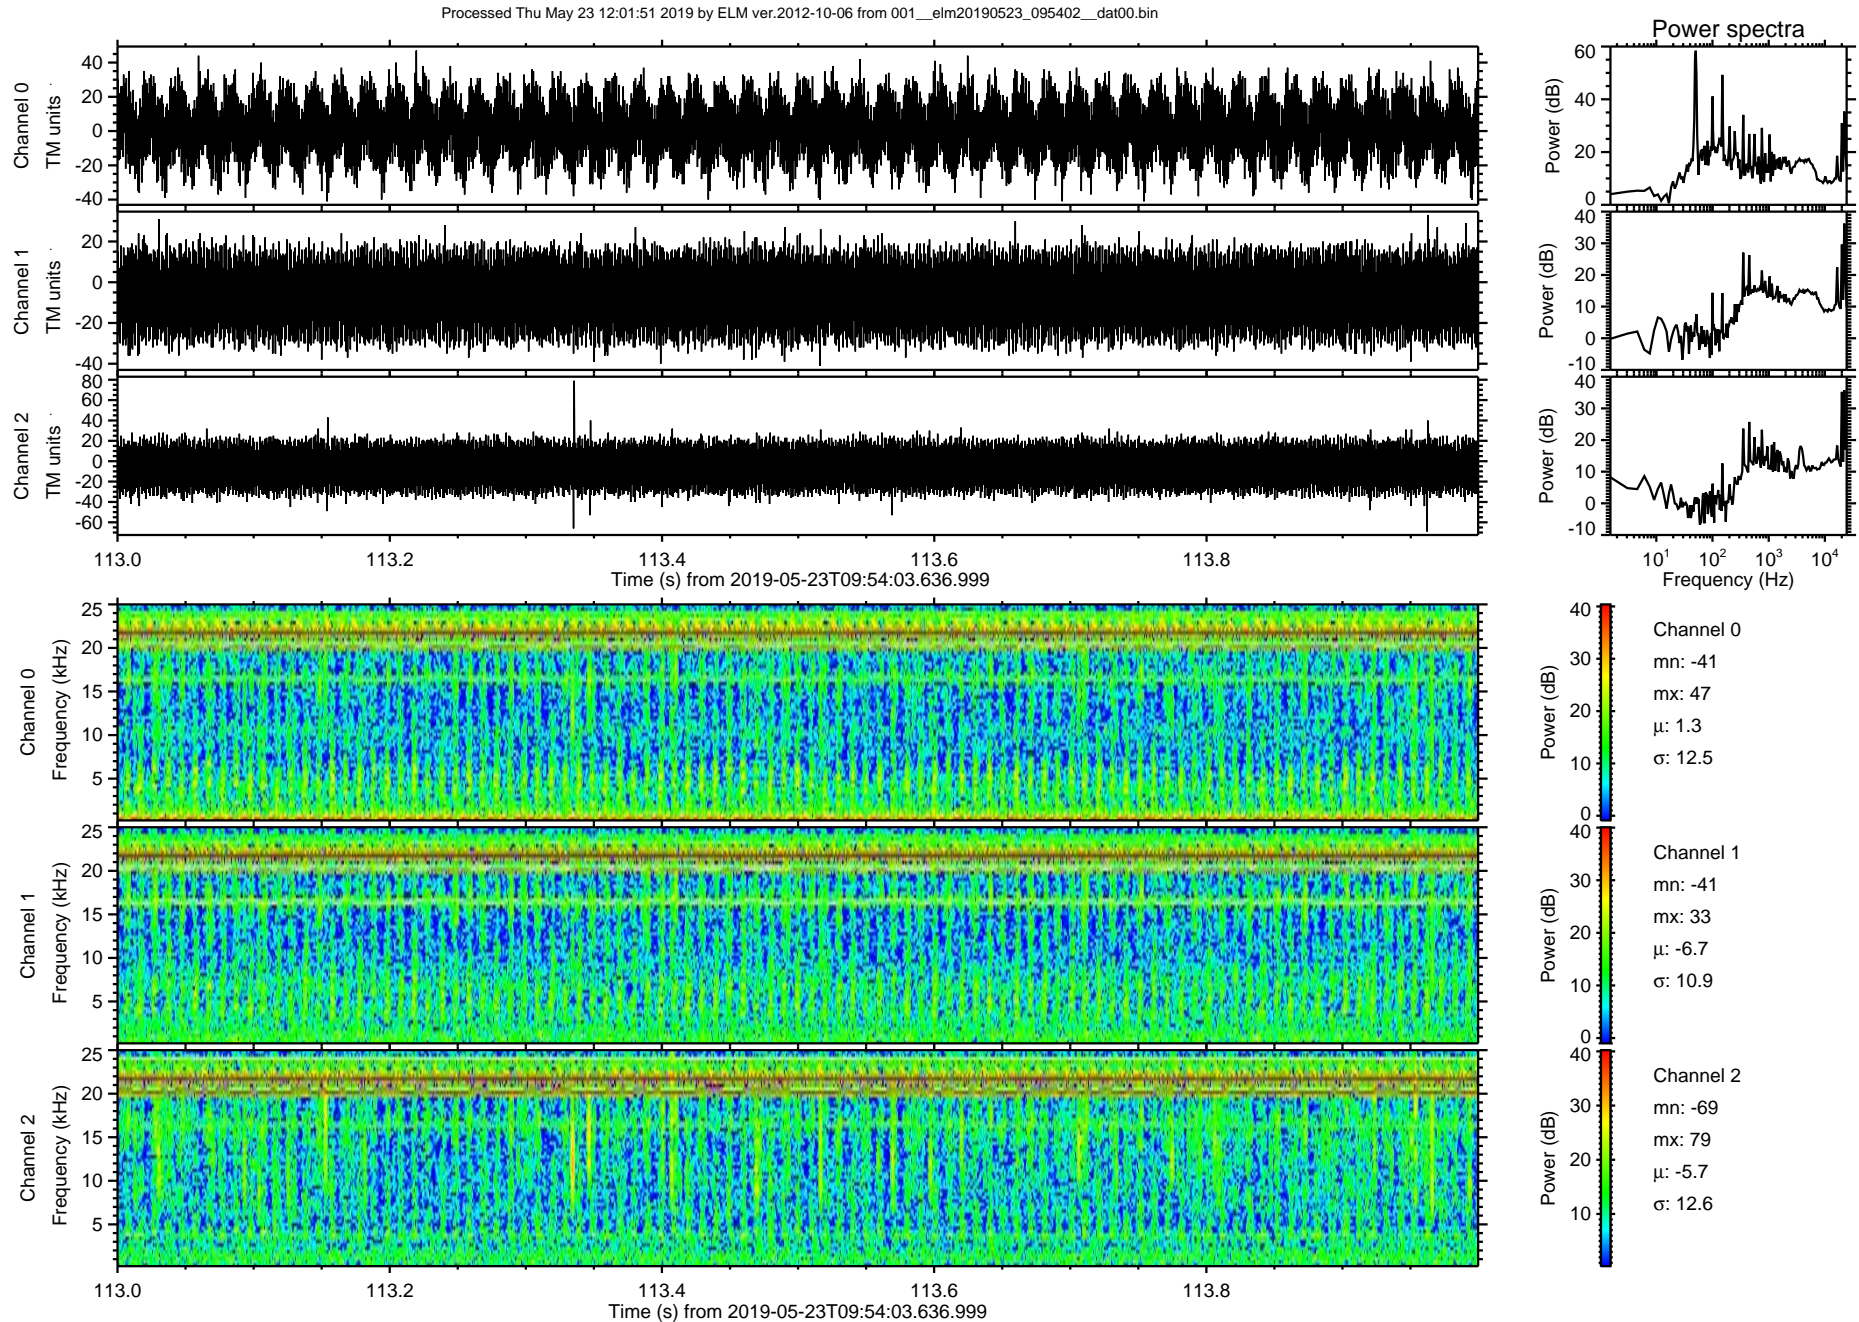 Processed Thu May 23 12:01:51 2019 by ELM ver.2012-10-06 from 001__elm20190523_095402__dat00.bin
Power spectra
Channel 0
TM units
40
20
0
-20
-40
Power (dB)
60
40
20
0
Channel 1
TM units
20
0
-20
-40
Power (dB)
40
30
20
10
0
-10
Channel 2
TM units
80
60
40
20
0
-20
-40
-60
Power (dB)
40
30
20
10
0
-10
113.0 113.2 113.4 113.6 113.8
Time (s) from 2019-05-23T09:54:03.636.999
10¹ 10² 10³ 10⁴
Frequency (Hz)
Channel 0
Frequency (kHz)
25
20
15
10
5
Power (dB)
40
30
20
10
0
Channel 0
mn: -41
mx: 47
µ: 1.3
σ: 12.5
Channel 1
Frequency (kHz)
25
20
15
10
5
Power (dB)
40
30
20
10
0
Channel 1
mn: -41
mx: 33
µ: -6.7
σ: 10.9
Channel 2
Frequency (kHz)
25
20
15
10
5
Power (dB)
40
30
20
10
Channel 2
mn: -69
mx: 79
µ: -5.7
σ: 12.6
113.0 113.2 113.4 113.6 113.8
Time (s) from 2019-05-23T09:54:03.636.999